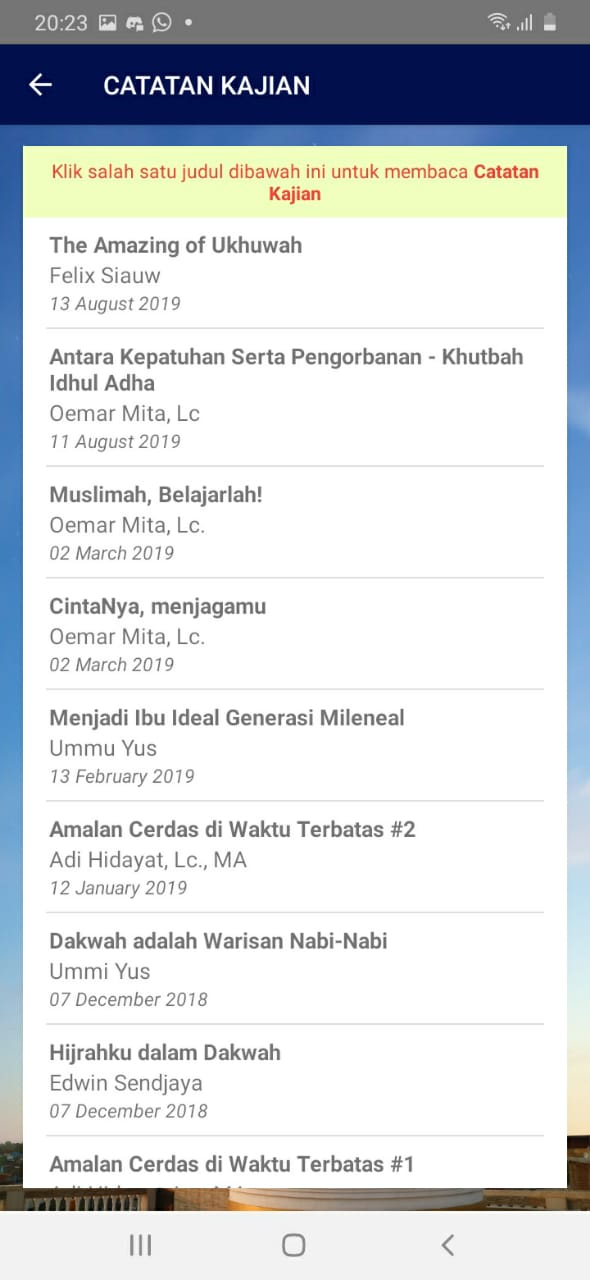 20:23
CATATAN KAJIAN
Klik salah satu judul dibawah ini untuk membaca Catatan
Kajian
The Amazing of Ukhuwah
Felix Siauw
13 August 2019
Antara Kepatuhan Serta Pengorbanan - Khutbah
Idhul Adha
Oemar Mita, Lc
11 August 2019
Muslimah, Belajarlah!
Oemar Mita, Lc.
02 March 2019
CintaNya, menjagamu
Oemar Mita, Lc.
02 March 2019
Menjadi Ibu Ideal Generasi Mileneal
Ummu Yus
13 February 2019
Amalan Cerdas di Waktu Terbatas #2
Adi Hidayat, Lc., MA
12 January 2019
Dakwah adalah Warisan Nabi-Nabi
Ummi Yus
07 December 2018
Hijrahku dalam Dakwah
Edwin Sendjaya
07 December 2018
Amalan Cerdas di Waktu Terbatas #1